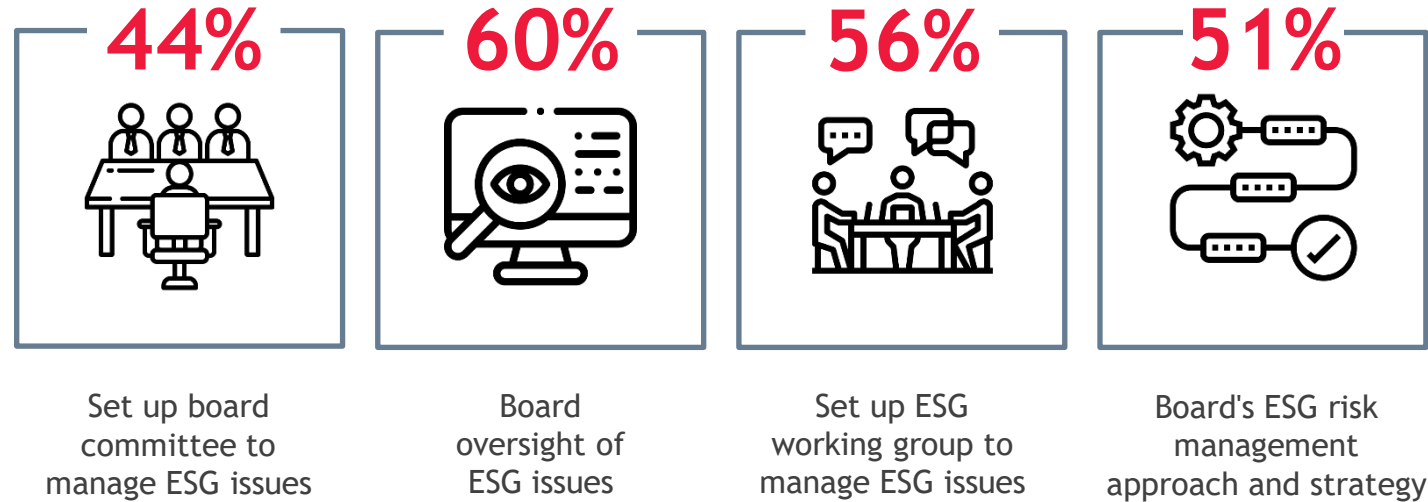 44%
Set up board
committee to
manage ESG issues
60%
Board
oversight of
ESG issues
56%
Set up ESG
working group to
manage ESG issues
51%
Board's ESG risk
management
approach and strategy